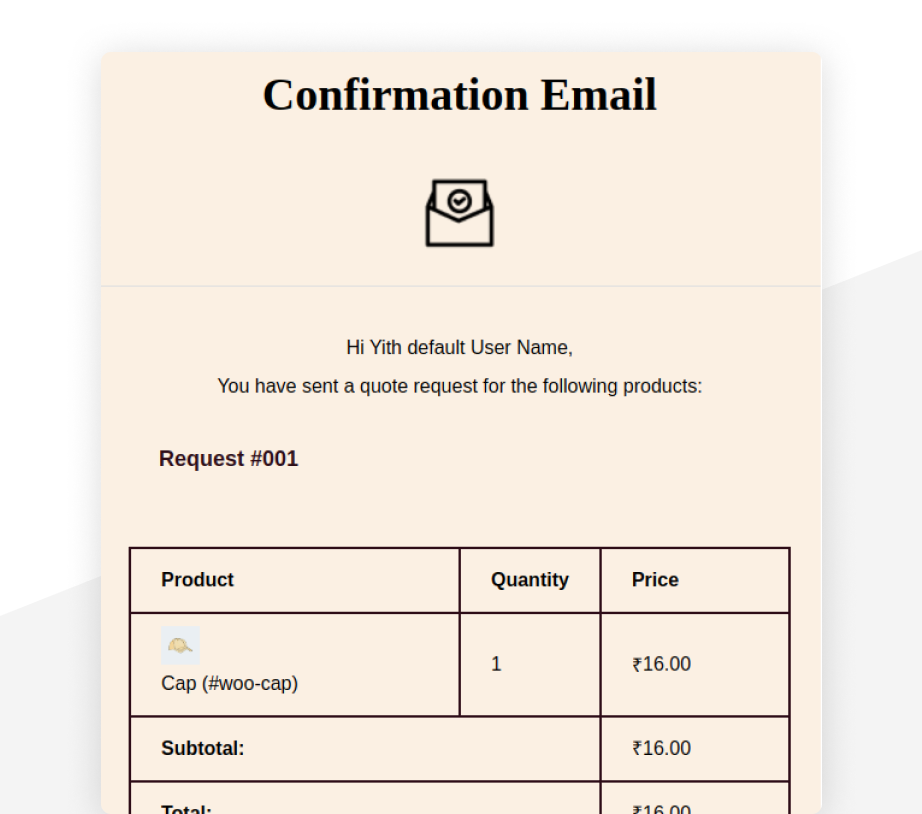 Confirmation Email
Hi Yith default User Name,
You have sent a quote request for the following products:
Request #001
Product Quantity Price
Cap (#woo-cap) 1 ₹16.00
Subtotal: ₹16.00
Total: ₹16.00